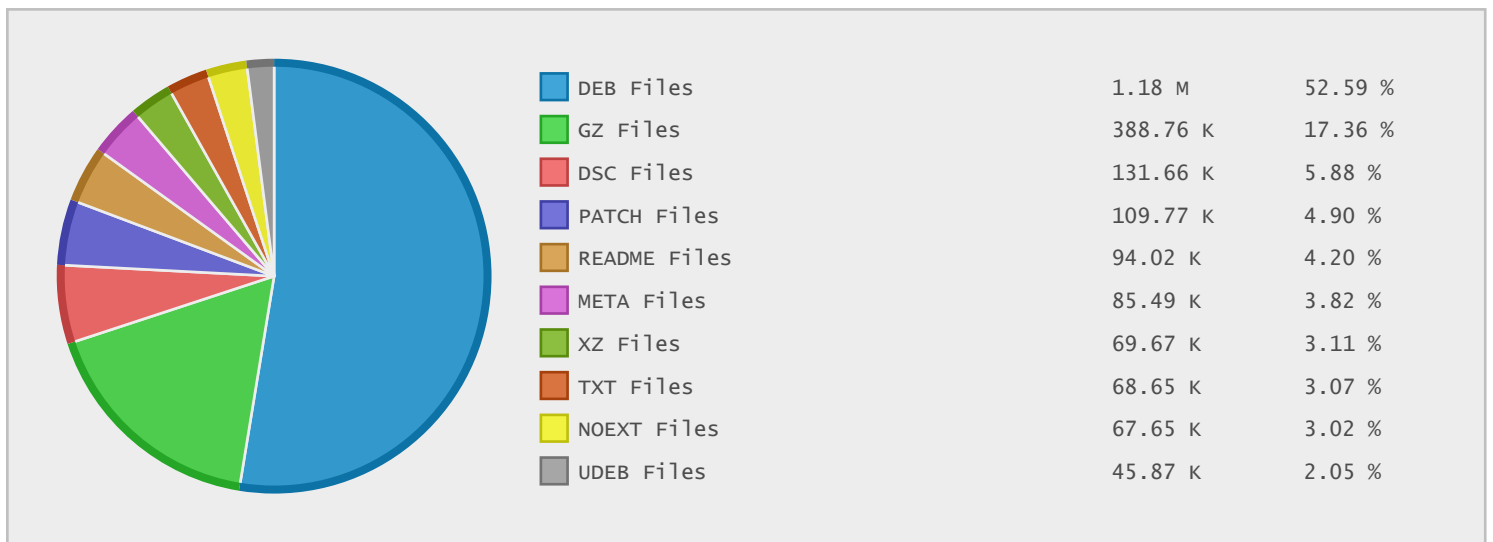 DEB Files 1.18 M 52.59 %
GZ Files 388.76 K 17.36 %
DSC Files 131.66 K 5.88 %
PATCH Files 109.77 K 4.90 %
README Files 94.02 K 4.20 %
META Files 85.49 K 3.82 %
XZ Files 69.67 K 3.11 %
TXT Files 68.65 K 3.07 %
NOEXT Files 67.65 K 3.02 %
UDEB Files 45.87 K 2.05 %